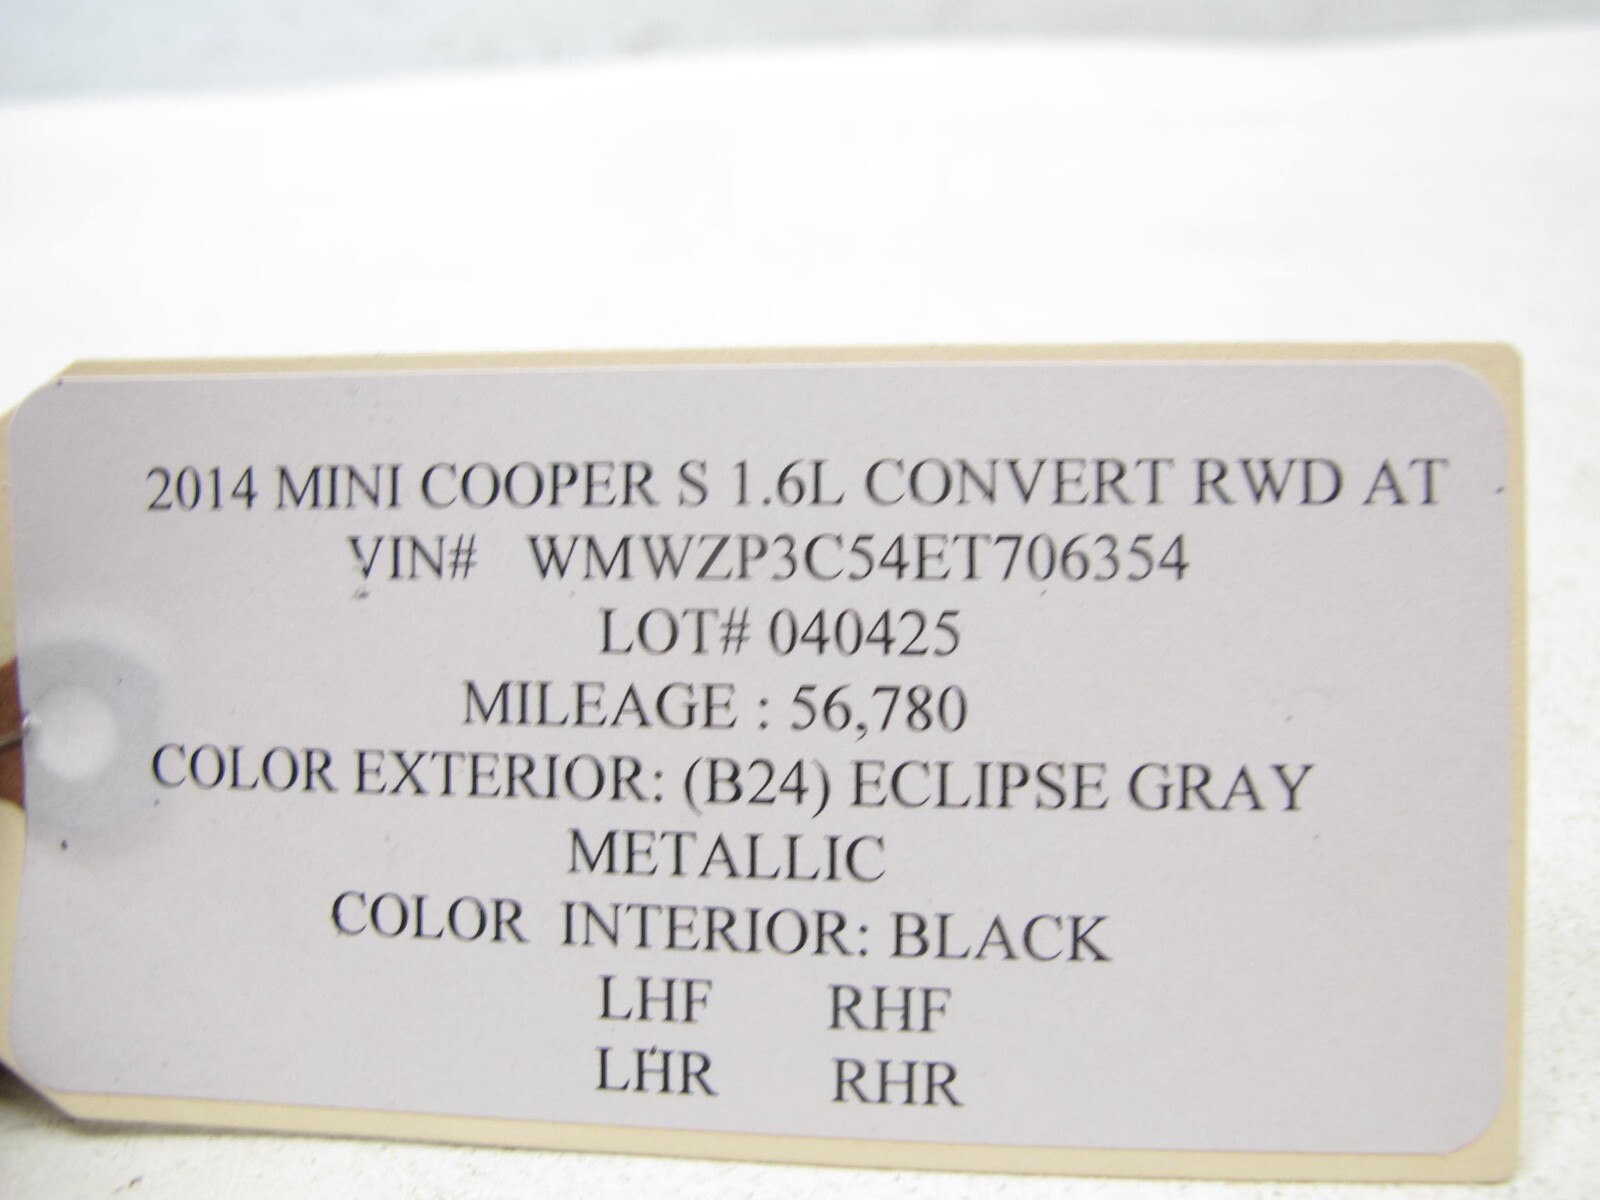 2014 MINI COOPER S 1.6L CONVERT RWD AT
VIN# WMWZP3C54ET706354
LOT# 040425
MILEAGE : 56,780
COLOR EXTERIOR: (B24) ECLIPSE GRAY
METALLIC
COLOR INTERIOR: BLACK
LHF RHF
LHR RHR